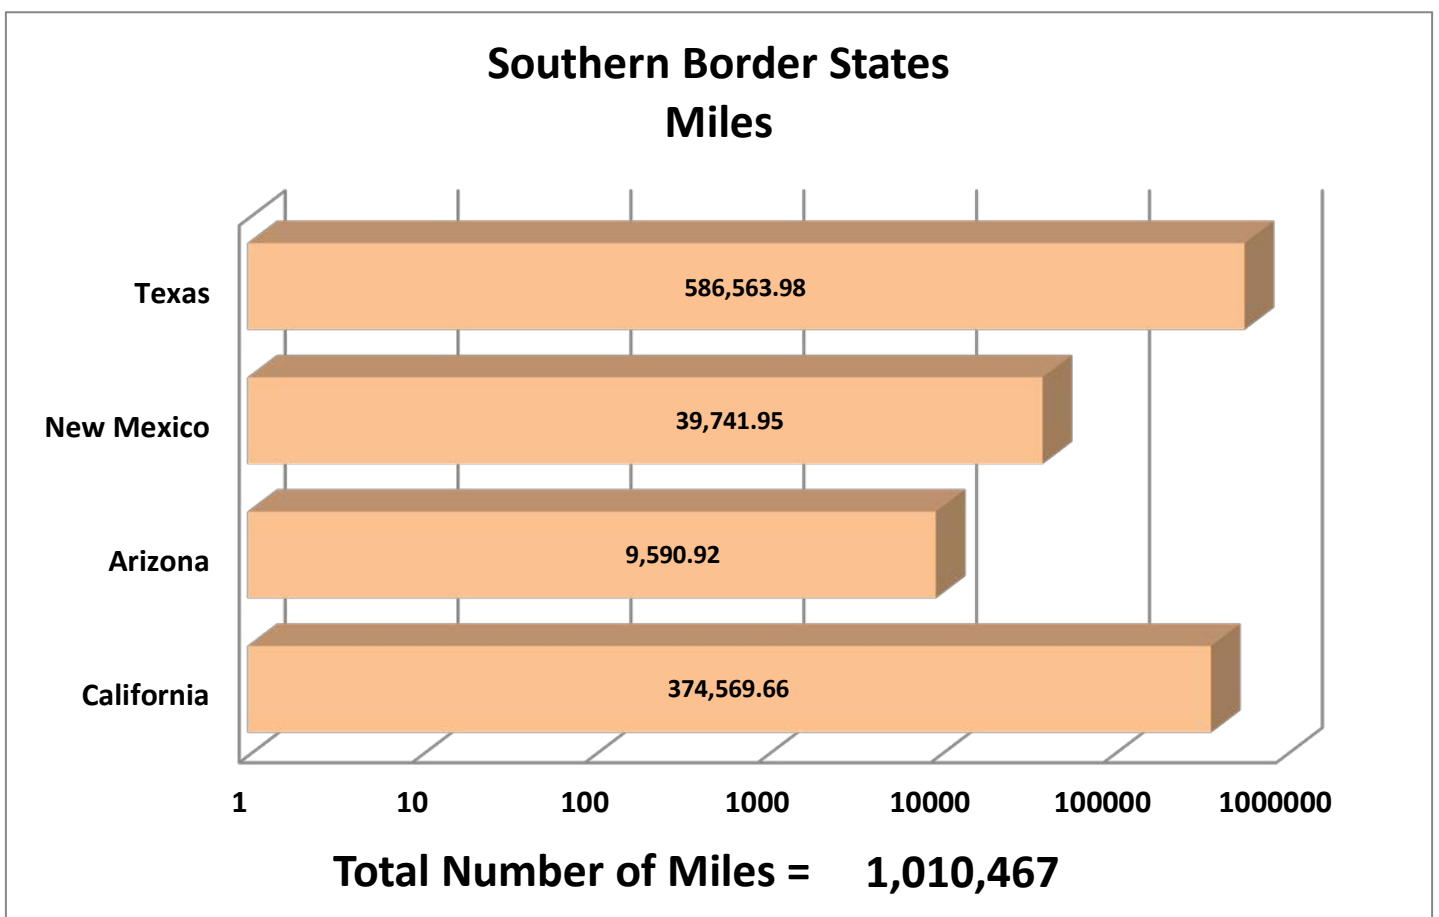 Southern Border States
Miles
Texas
586,563.98
New Mexico
39,741.95
Arizona
9,590.92
California
374,569.66
1 10 100 1000 10000 100000 1000000
Total Number of Miles = 1,010,467